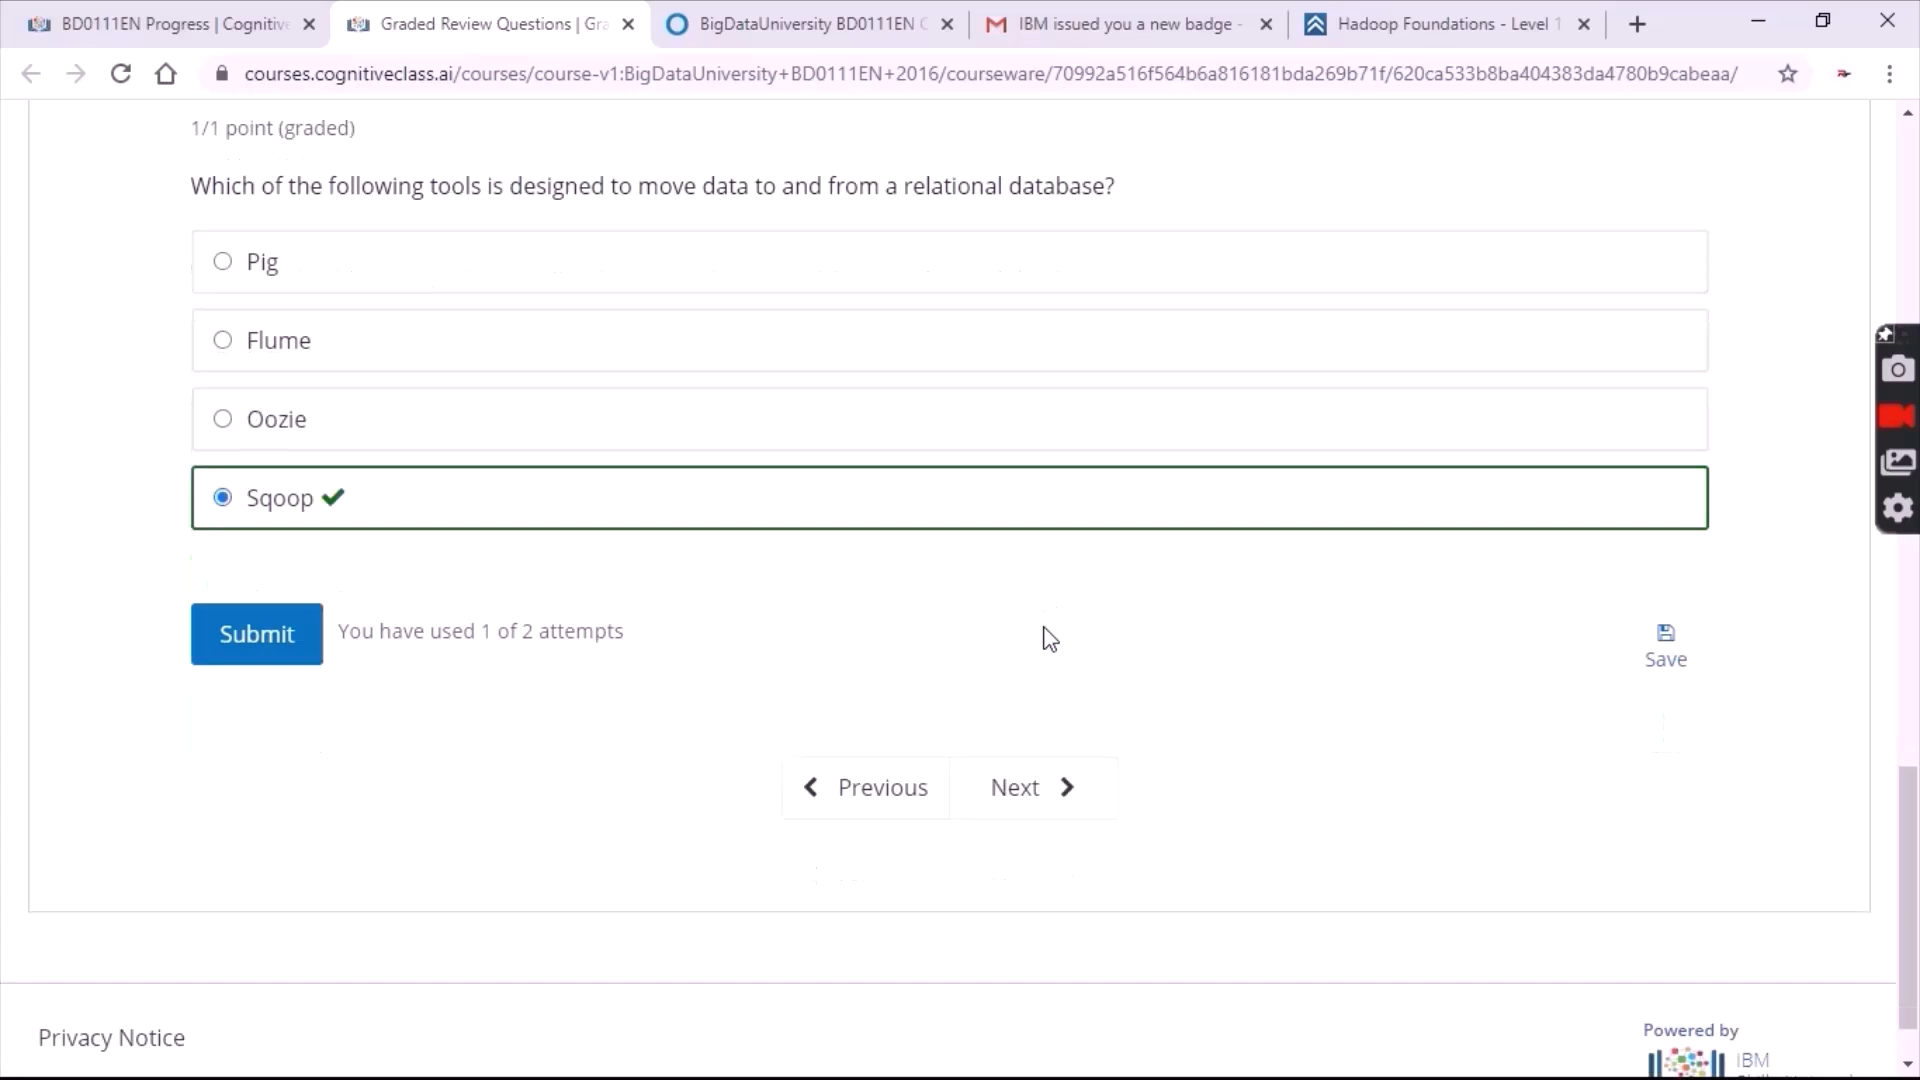 BD0111EN Progress | Cognitive
Graded Review Questions | Gra
BigDataUniversity BD0111EN C
IBM issued you a new badge -
Hadoop Foundations - Level 1
courses.cognitiveclass.ai/courses/course-v1:BigDataUniversity+BD0111EN+2016/courseware/70992a516f564b6a816181bda269b71f/620ca533b8ba404383da4780b9cabeaa/
1/1 point (graded)
Which of the following tools is designed to move data to and from a relational database?
Pig
Flume
Oozie
Sqoop
Submit
You have used 1 of 2 attempts
Save
Previous
Next
Privacy Notice
Powered by
IBM